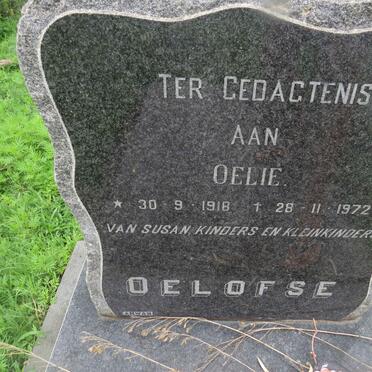 TER GEDAGTENIS
AAN
OELIE.
* 30 - 9 - 1918 + 28 - 11 - 1972
VAN SUSAN, KINDERS EN KLEINKINDERS
OELOFSE